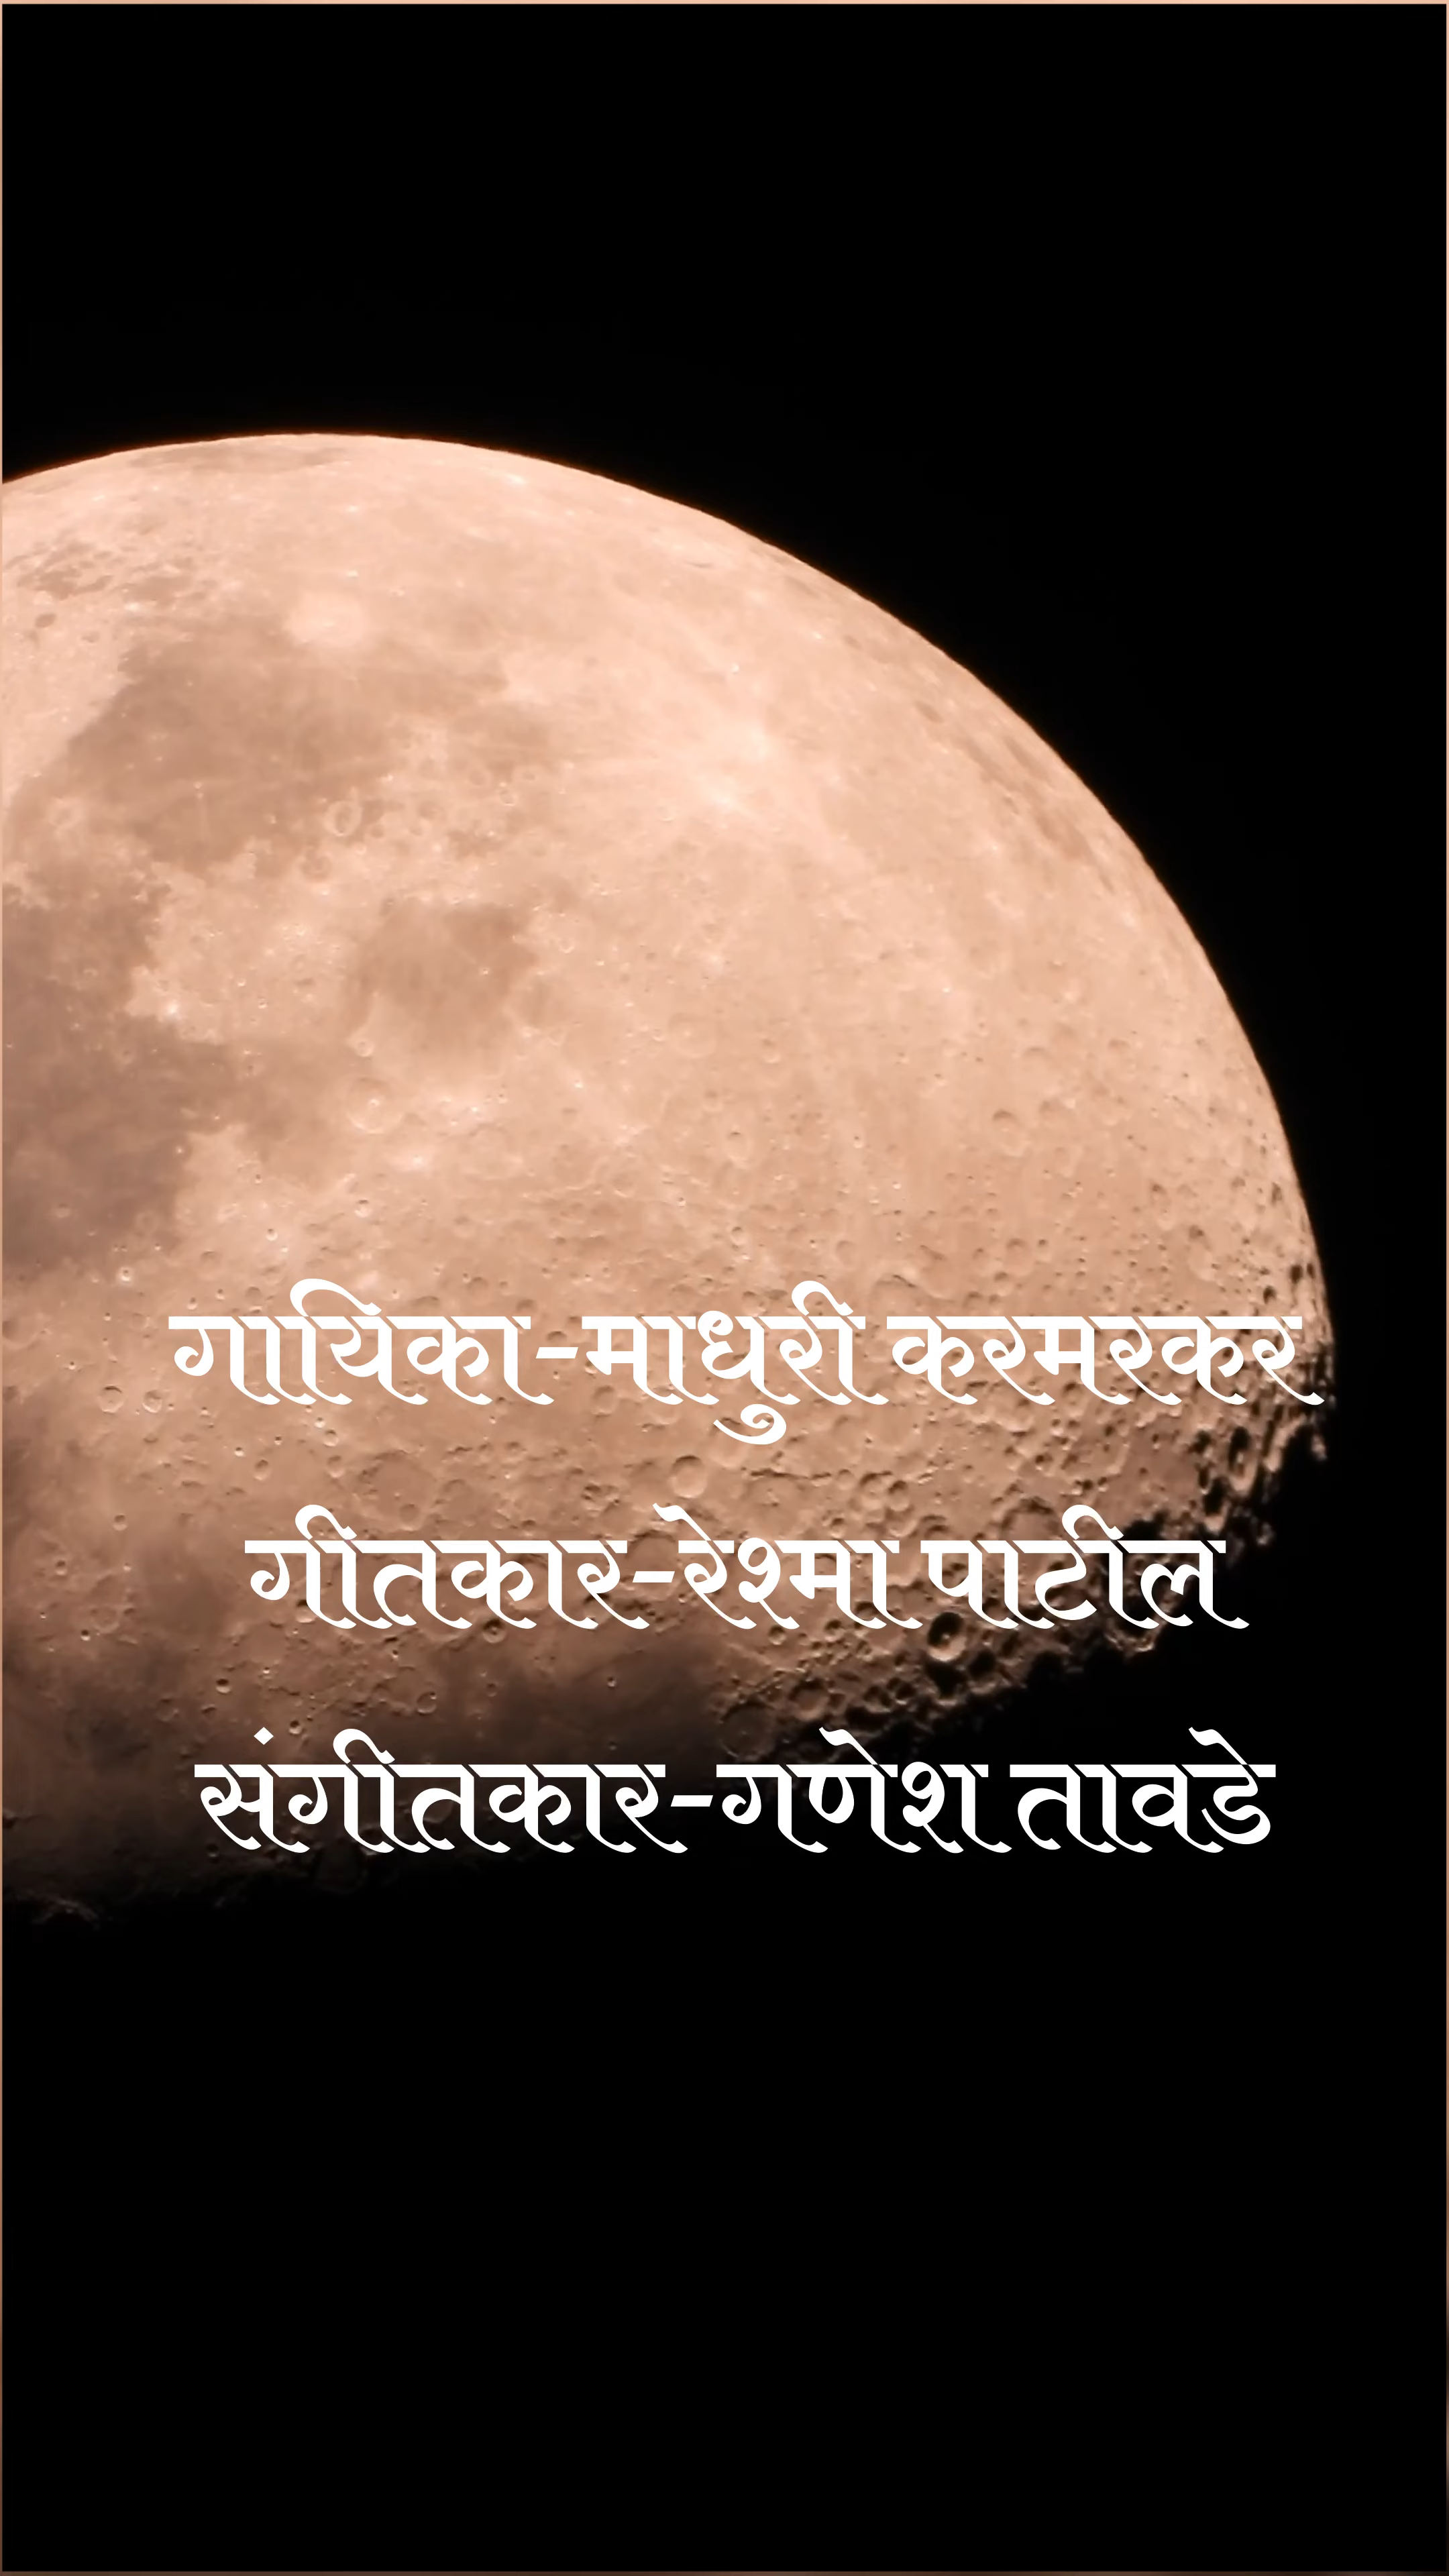 गायिका-माधुरी करमरकर
गीतकार-रेश्मा पाटील
संगीतकार-गणेश तावडे